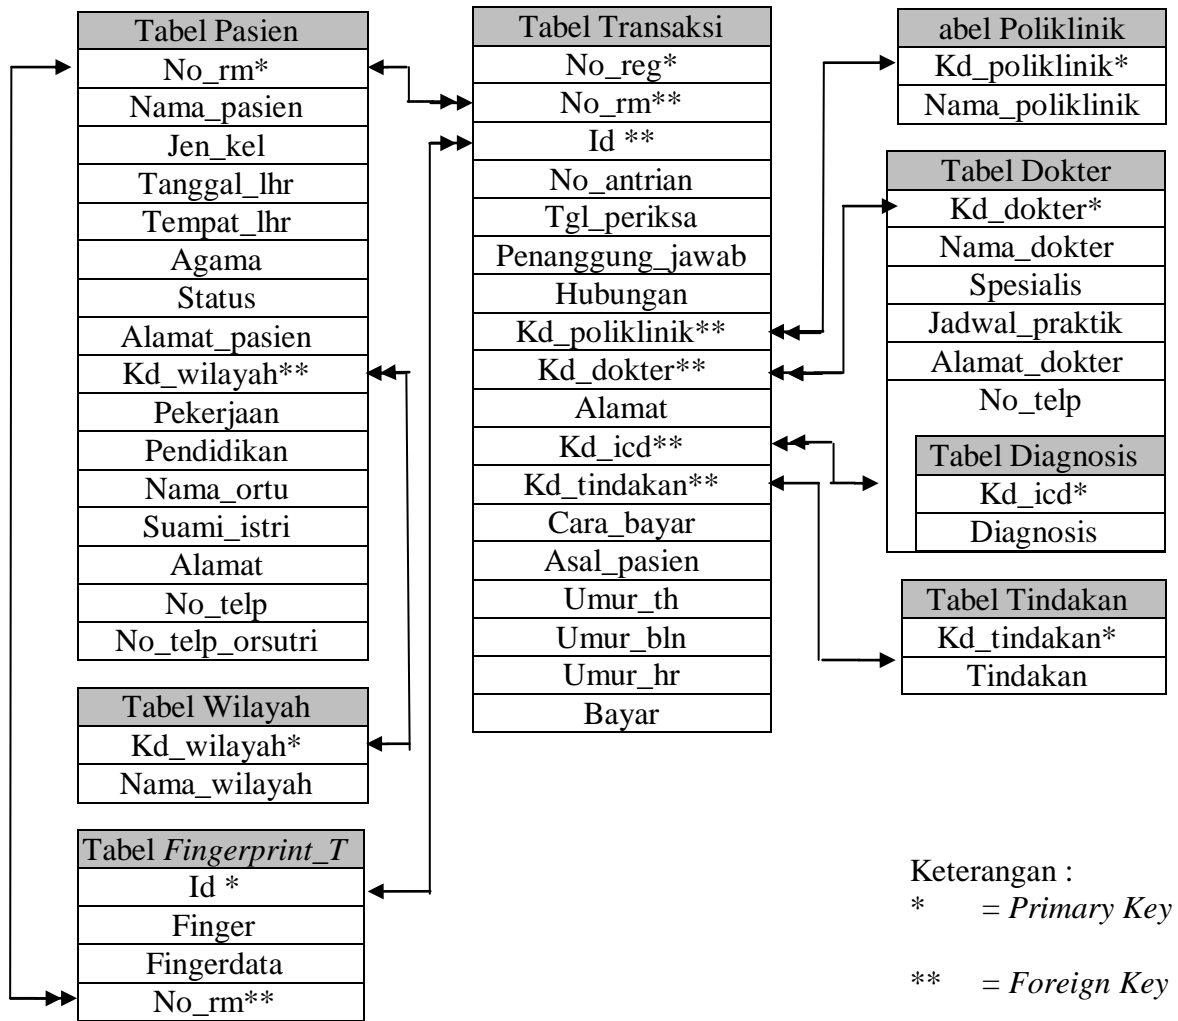 Tabel Pasien
No_rm*
Nama_pasien
Jen_kel
Tanggal_lhr
Tempat_lhr
Agama
Status
Alamat_pasien
Kd_wilayah**
Pekerjaan
Pendidikan
Nama_ortu
Suami_istri
Alamat
No_telp
No_telp_orsutri
Tabel Wilayah
Kd_wilayah*
Nama_wilayah
Tabel Fingerprint_T
Id *
Finger
Fingerdata
No_rm**
Tabel Transaksi
No_reg*
No_rm**
Id **
No_antrian
Tgl_periksa
Penanggung_jawab
Hubungan
Kd_poliklinik**
Kd_dokter**
Alamat
Kd_icd**
Kd_tindakan**
Cara_bayar
Asal_pasien
Umur_th
Umur_bln
Umur_hr
Bayar
abel Poliklinik
Kd_poliklinik*
Nama_poliklinik
Tabel Dokter
Kd_dokter*
Nama_dokter
Spesialis
Jadwal_praktik
Alamat_dokter
No_telp
Tabel Diagnosis
Kd_icd*
Diagnosis
Tabel Tindakan
Kd_tindakan*
Tindakan
Keterangan :
* = Primary Key
** = Foreign Key